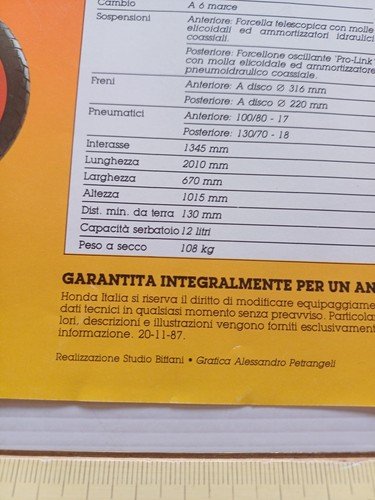 Cambio A 6 marce
Sospensioni Anteriore: Forcella telescopica con molle
elicoidali ed ammortizzatori idraulici
coassiali.
Posteriore: Forcellone oscillante 'Pro-Link'
con molla elicoidale ed ammortizzatore
pneumoidraulico coassiale.
Freni Anteriore: A disco Ø 316 mm
Posteriore: A disco Ø 220 mm
Pneumatici Anteriore: 100/80 - 17
Posteriore: 130/70 - 18
Interasse 1345 mm
Lunghezza 2010 mm
Larghezza 670 mm
Altezza 1015 mm
Dist. min. da terra 130 mm
Capacità serbatoio 12 litri
Peso a secco 108 kg
GARANTITA INTEGRALMENTE PER UN AN
Honda Italia si riserva il diritto di modificare equipaggiame
dati tecnici in qualsiasi momento senza preavviso. Particola
lori, descrizioni e illustrazioni vengono forniti esclusivament
informazione. 20-11-87.
Realizzazione Studio Biffani • Grafica Alessandro Petrangeli